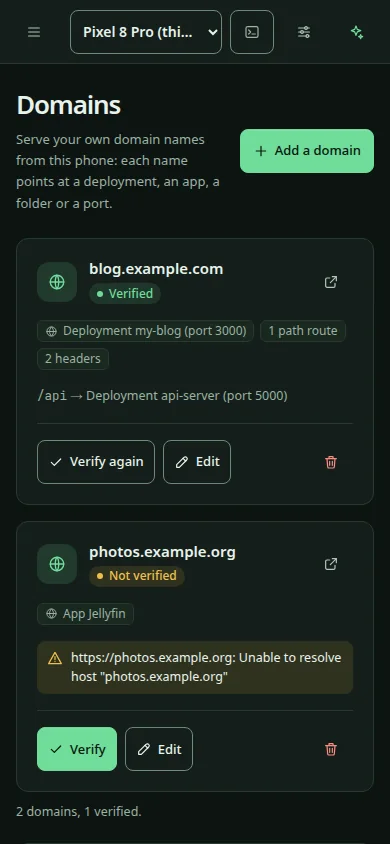 Pixel 8 Pro (thi...
Domains
Serve your own domain names
from this phone: each name
points at a deployment, an app, a
folder or a port.
Add a domain
blog.example.com
Verified
Deployment my-blog (port 3000)
1 path route
2 headers
/api → Deployment api-server (port 5000)
Verify again
Edit
photos.example.org
Not verified
App Jellyfin
https://photos.example.org: Unable to resolve
host "photos.example.org"
Verify
Edit
2 domains, 1 verified.